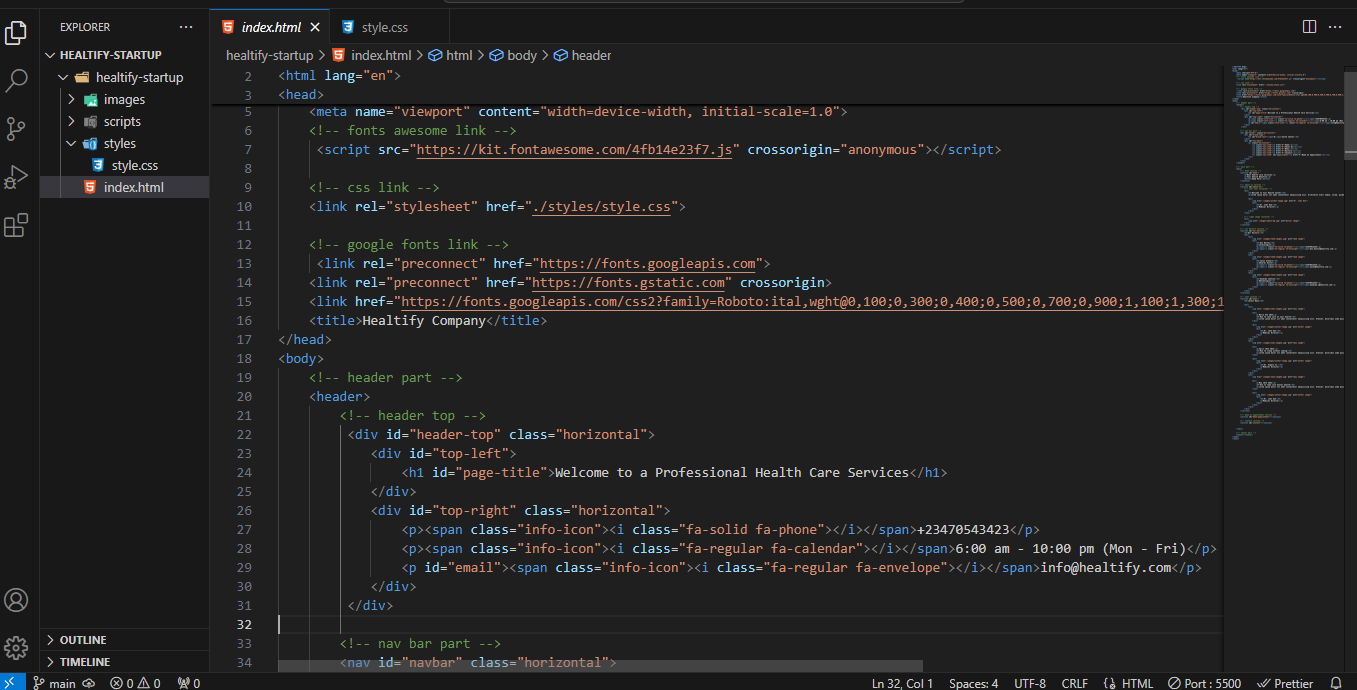 EXPLORER
HEALTIFY-STARTUP
healtify-startup
images
scripts
styles
style.css
index.html
OUTLINE
TIMELINE
index.html
style.css
healtify-startup > index.html > html > body > header
2 <html lang="en">
3 <head>
5 <meta name="viewport" content="width=device-width, initial-scale=1.0">
6 <!-- fonts awesome link -->
7 <script src="https://kit.fontawesome.com/4fb14e23f7.js" crossorigin="anonymous"></script>
8
9 <!-- css link -->
10 <link rel="stylesheet" href="./styles/style.css">
11
12 <!-- google fonts link -->
13 <link rel="preconnect" href="https://fonts.googleapis.com">
14 <link rel="preconnect" href="https://fonts.gstatic.com" crossorigin>
15 <link href="https://fonts.googleapis.com/css2?family=Roboto:ital,wght@0,100;0,300;0,400;0,500;0,700;0,900;1,100;1,300;1
16 <title>Healtify Company</title>
17 </head>
18 <body>
19 <!-- header part -->
20 <header>
21 <!-- header top -->
22 <div id="header-top" class="horizontal">
23 <div id="top-left">
24 <h1 id="page-title">Welcome to a Professional Health Care Services</h1>
25 </div>
26 <div id="top-right" class="horizontal">
27 <p><span class="info-icon"><i class="fa-solid fa-phone"></i></span>+23470543423</p>
28 <p><span class="info-icon"><i class="fa-regular fa-calendar"></i></span>6:00 am - 10:00 pm (Mon - Fri)</p>
29 <p id="email"><span class="info-icon"><i class="fa-regular fa-envelope"></i></span>info@healtify.com</p>
30 </div>
31 </div>
32
33 <!-- nav bar part -->
34 <nav id="navbar" class="horizontal">
main 0 0 0 Ln 32, Col 1 Spaces: 4 UTF-8 CRLF HTML Port : 5500 Prettier